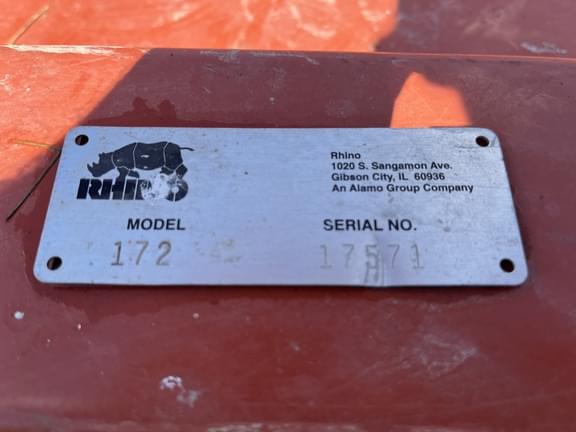 RHINO
Rhino
1020 S. Sangamon Ave.
Gibson City, IL 60936
An Alamo Group Company
MODEL
172
SERIAL NO.
17571